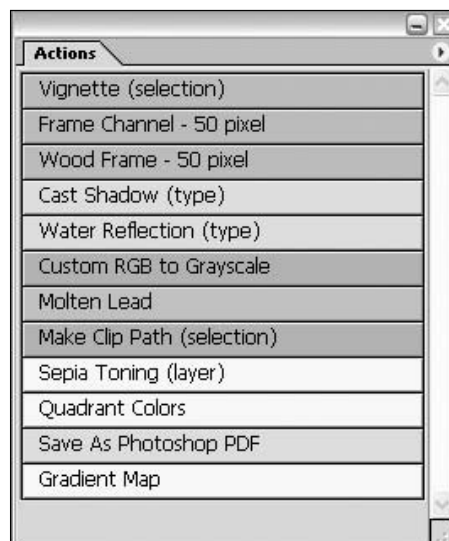 Actions
Vignette (selection)
Frame Channel - 50 pixel
Wood Frame - 50 pixel
Cast Shadow (type)
Water Reflection (type)
Custom RGB to Grayscale
Molten Lead
Make Clip Path (selection)
Sepia Toning (layer)
Quadrant Colors
Save As Photoshop PDF
Gradient Map